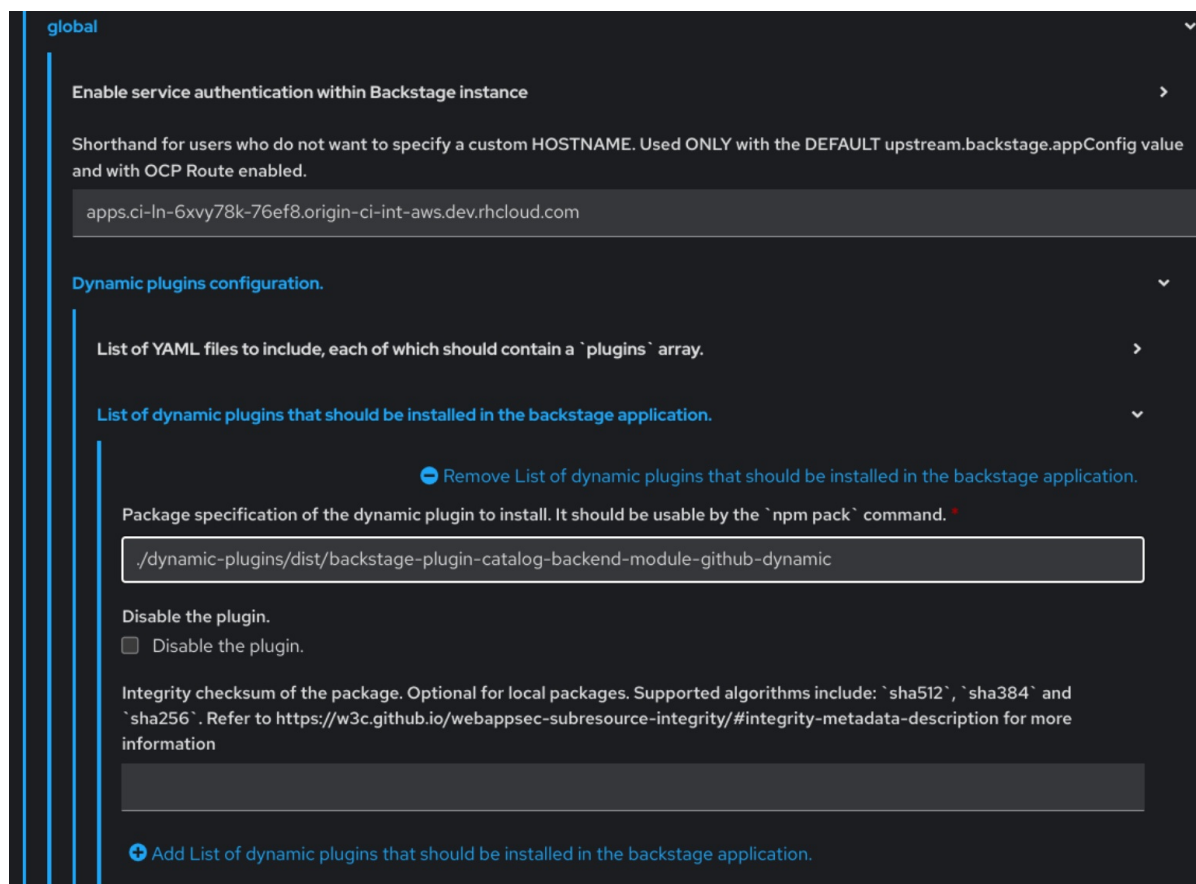 global
Enable service authentication within Backstage instance
Shorthand for users who do not want to specify a custom HOSTNAME. Used ONLY with the DEFAULT upstream.backstage.appConfig value
and with OCP Route enabled.
apps.ci-ln-6xvy78k-76ef8.origin-ci-int-aws.dev.rhcloud.com
Dynamic plugins configuration.
List of YAML files to include, each of which should contain a `plugins` array.
List of dynamic plugins that should be installed in the backstage application.
Remove List of dynamic plugins that should be installed in the backstage application.
Package specification of the dynamic plugin to install. It should be usable by the `npm pack` command. *
./dynamic-plugins/dist/backstage-plugin-catalog-backend-module-github-dynamic
Disable the plugin.
Disable the plugin.
Integrity checksum of the package. Optional for local packages. Supported algorithms include: `sha512`, `sha384` and
`sha256`. Refer to https://w3c.github.io/webappsec-subresource-integrity/#integrity-metadata-description for more
information
Add List of dynamic plugins that should be installed in the backstage application.